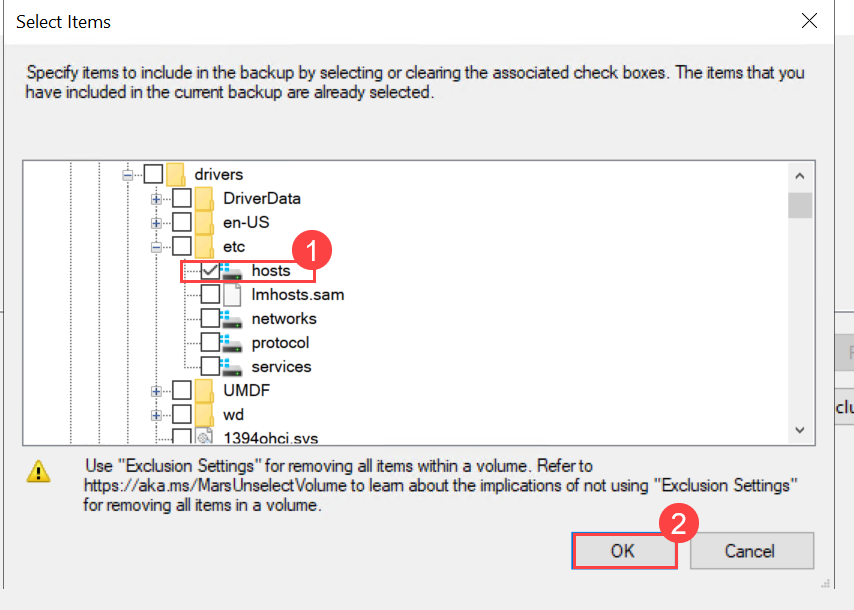 Select Items
Specify items to include in the backup by selecting or clearing the associated check boxes. The items that you
have included in the current backup are already selected.
drivers
DriverData
en-US
etc
1
hosts
lmhosts.sam
networks
protocol
services
UMDF
wd
1394ohci.sys
Use "Exclusion Settings" for removing all items within a volume. Refer to
https://aka.ms/MarsUnselectVolume to learn about the implications of not using "Exclusion Settings"
for removing all items in a volume.
2
OK
Cancel